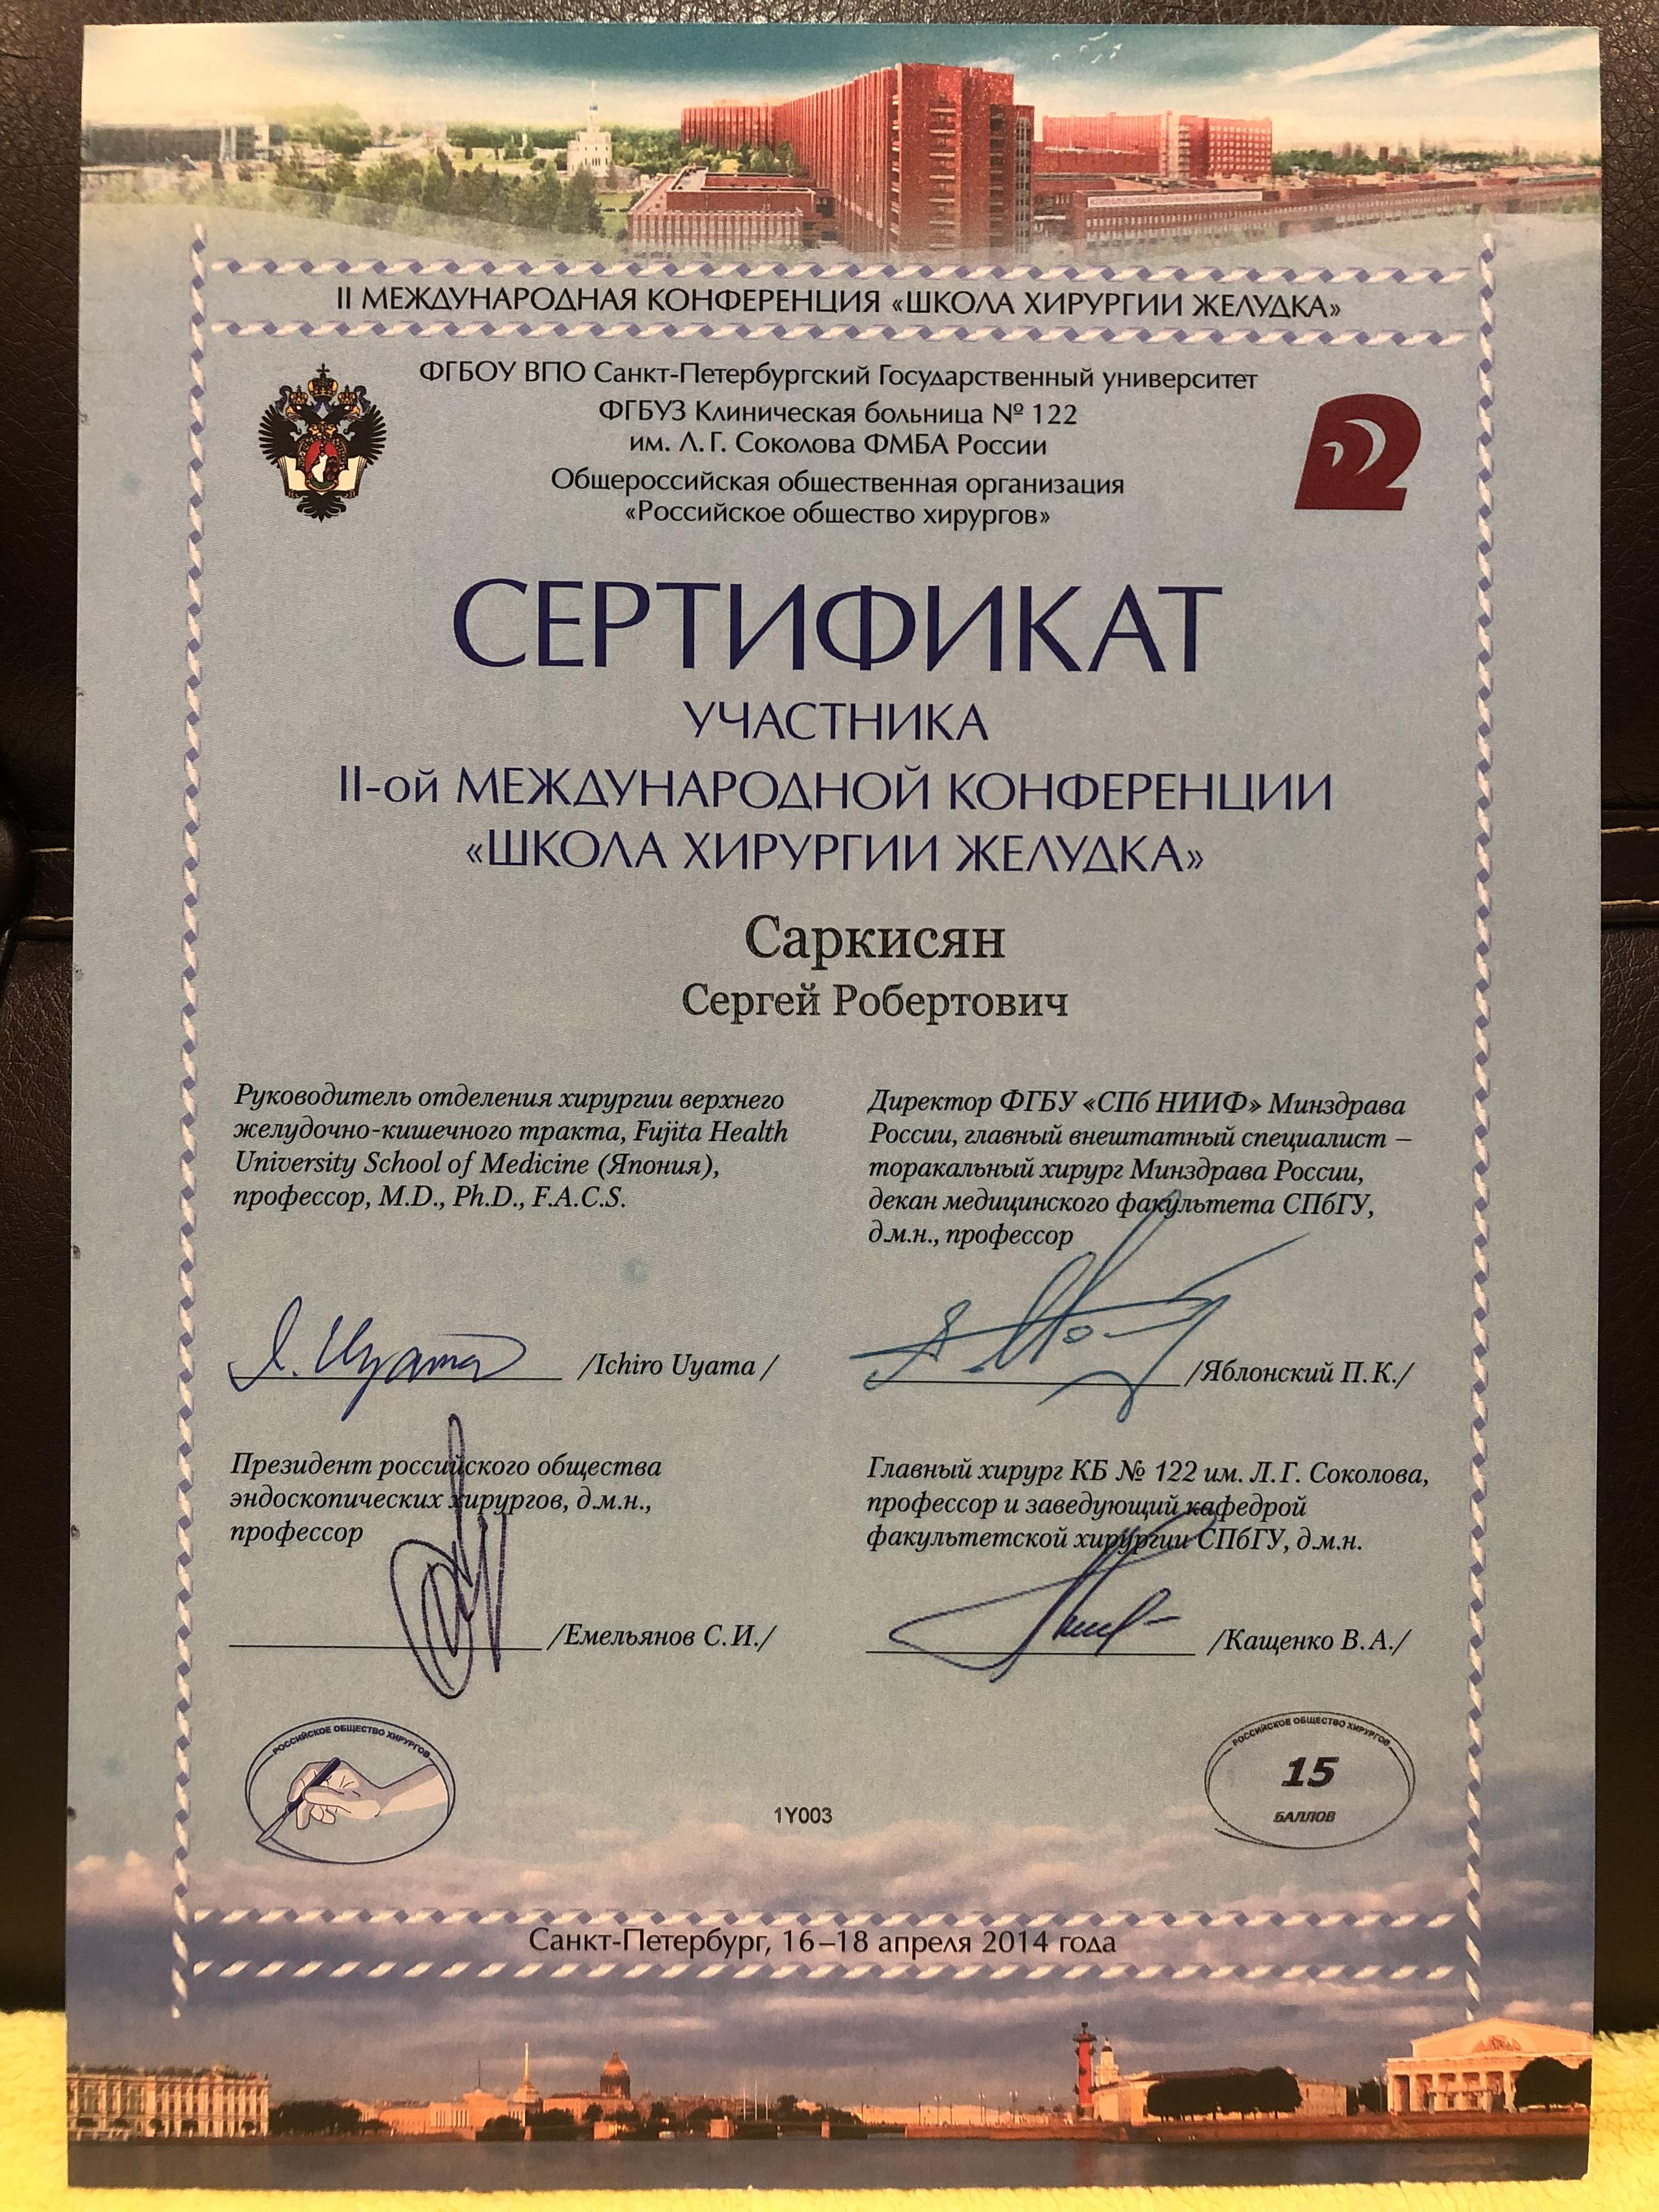 II МЕЖДУНАРОДНАЯ КОНФЕРЕНЦИЯ «ШКОЛА ХИРУРГИИ ЖЕЛУДКА»
ФГБОУ ВПО Санкт-Петербургский Государственный университет
ФГБУЗ Клиническая больница № 122
им. Л. Г. Соколова ФМБА России
Общероссийская общественная организация
«Российское общество хирургов»
СЕРТИФИКАТ
УЧАСТНИКА
II-ой МЕЖДУНАРОДНОЙ КОНФЕРЕНЦИИ
«ШКОЛА ХИРУРГИИ ЖЕЛУДКА»
Саркисян
Сергей Робертович
Руководитель отделения хирургии верхнего
желудочно-кишечного тракта, Fujita Health
University School of Medicine (Япония),
профессор, M.D., Ph.D., F.A.C.S.
I. Uyama /Ichiro Uyama /
Директор ФГБУ «СПб НИИФ» Минздрава
России, главный внештатный специалист –
торакальный хирург Минздрава России,
декан медицинского факультета СПбГУ,
д.м.н., профессор
/Яблонский П. К./
Президент российского общества
эндоскопических хирургов, д.м.н.,
профессор
/Емельянов С. И./
Главный хирург КБ № 122 им. Л. Г. Соколова,
профессор и заведующий кафедрой
факультетской хирургии СПбГУ, д.м.н.
/Кащенко В. А./
РОССИЙСКОЕ ОБЩЕСТВО ХИРУРГОВ
1Y003
РОССИЙСКОЕ ОБЩЕСТВО ХИРУРГОВ
15
БАЛЛОВ
Санкт-Петербург, 16–18 апреля 2014 года